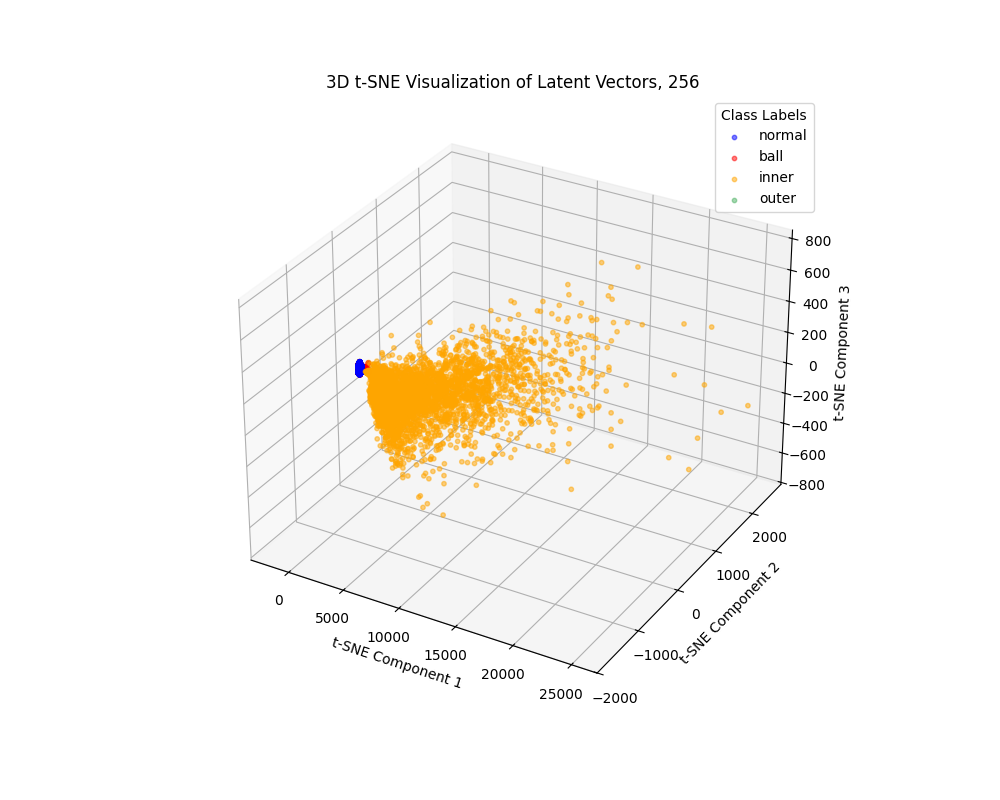 3D t-SNE Visualization of Latent Vectors, 256
Class Labels
normal
ball
inner
outer
800
600
400
200
0
−200
−400
−600
−800
t-SNE Component 3
2000
1000
0
−1000
−2000
t-SNE Component 2
0
5000
10000
15000
20000
25000
t-SNE Component 1